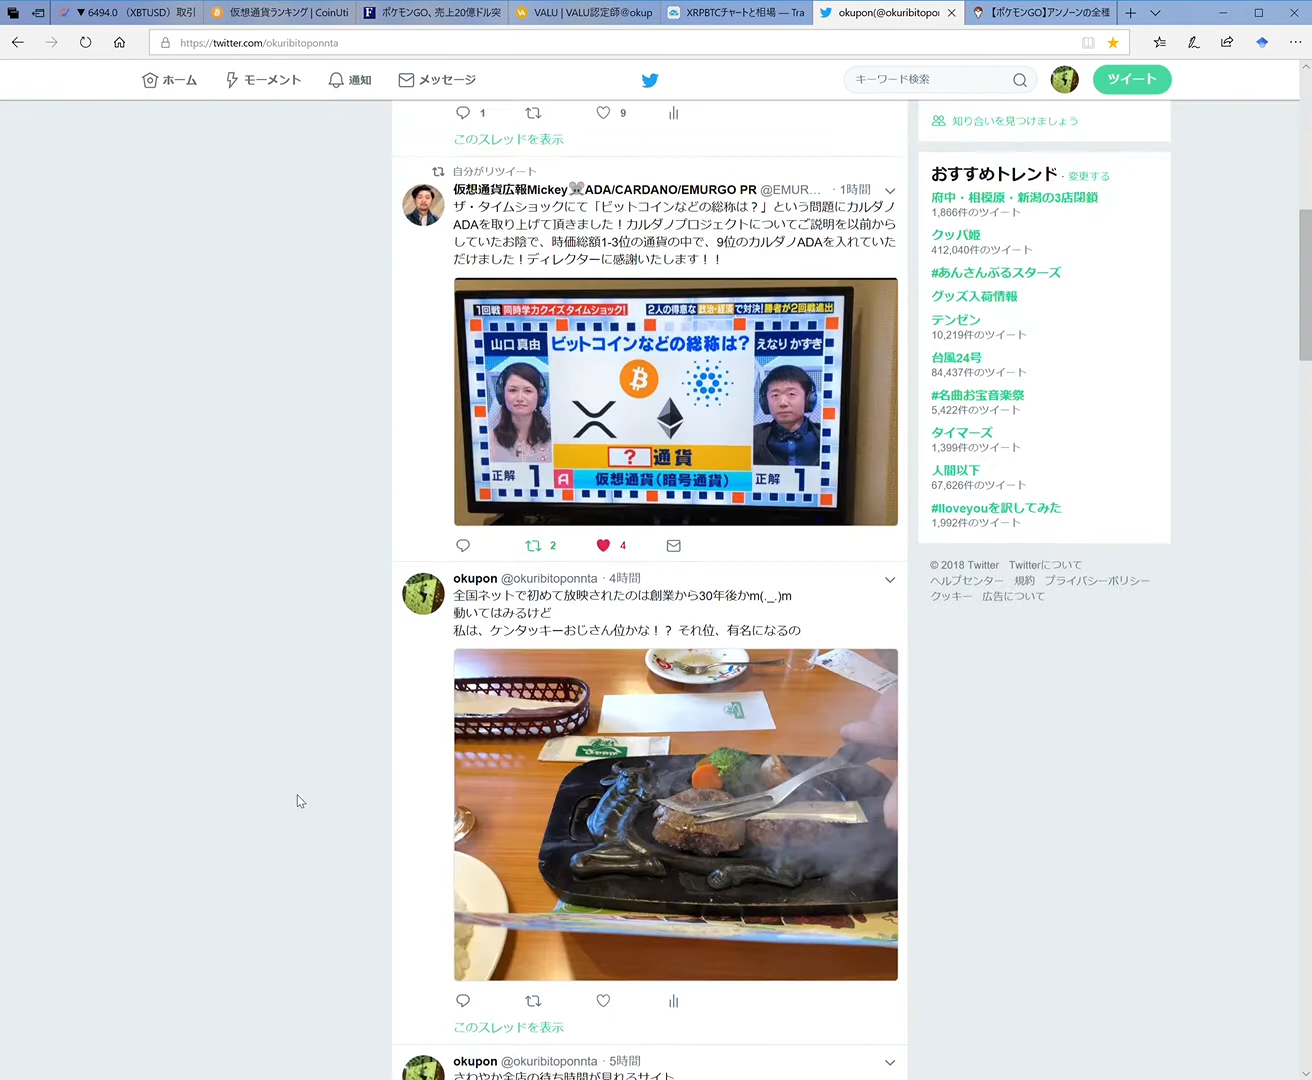 ▼ 6494.0 （XBTUSD）取引
仮想通貨ランキング | CoinUti
ポケモンGO、売上20億ドル突
VALU | VALU認定師@okup
XRPBTCチャートと相場 — Tra
okupon(@okuribitopor
【ポケモンGO】アンノーンの全種
https://twitter.com/okuribitoponnta
ホーム
モーメント
通知
メッセージ
キーワード検索
ツイート
1
9
このスレッドを表示
自分がリツイート
仮想通貨広報Mickey🐭ADA/CARDANO/EMURGO PR @EMUR... · 1時間
ザ・タイムショックにて「ビットコインなどの総称は？」という問題にカルダノ
ADAを取り上げて頂きました！カルダノプロジェクトについてご説明を以前から
していたお陰で、時価総額1-3位の通貨の中で、9位のカルダノADAを入れていた
だけました！ディレクターに感謝いたします！！
1回戦 同時学力クイズタイムショック!
2人の得意な 政治・経済 で対決!勝者が2回戦進出
山口 真由
ビットコインなどの総称は?
えなり かずき
? 通貨
正解 1
A 仮想通貨(暗号通貨)
正解 1
2
4
okupon @okuribitoponnta · 4時間
全国ネットで初めて放映されたのは創業から30年後かm(._.)m
動いてはみるけど
私は、ケンタッキーおじさん位かな！？ それ位、有名になるの
このスレッドを表示
okupon @okuribitoponnta · 5時間
さわやか全店の待ち時間が見れるサイト
知り合いを見つけましょう
おすすめトレンド · 変更する
府中・相模原・新潟の3店閉鎖
1,866件のツイート
クッパ姫
412,040件のツイート
#あんさんぶるスターズ
グッズ入荷情報
テンゼン
10,219件のツイート
台風24号
84,437件のツイート
#名曲お宝音楽祭
5,422件のツイート
タイマーズ
1,399件のツイート
人間以下
67,626件のツイート
#Iloveyouを訳してみた
1,992件のツイート
© 2018 Twitter Twitterについて
ヘルプセンター 規約 プライバシーポリシー
クッキー 広告について